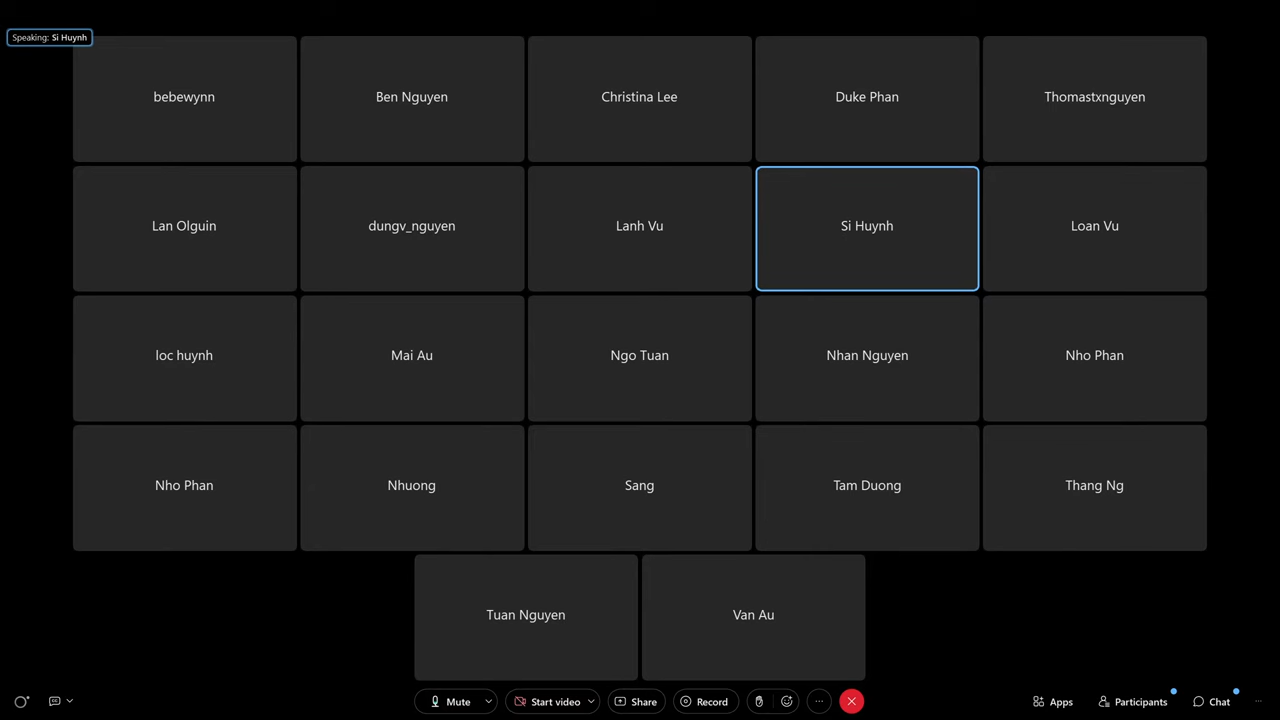 Speaking: Si Huynh
bebewynn
Ben Nguyen
Christina Lee
Duke Phan
Thomastxnguyen
Lan Olguin
dungv_nguyen
Lanh Vu
Si Huynh
Loan Vu
loc huynh
Mai Au
Ngo Tuan
Nhan Nguyen
Nho Phan
Nho Phan
Nhuong
Sang
Tam Duong
Thang Ng
Tuan Nguyen
Van Au
Mute
Start video
Share
Record
Apps
Participants
Chat